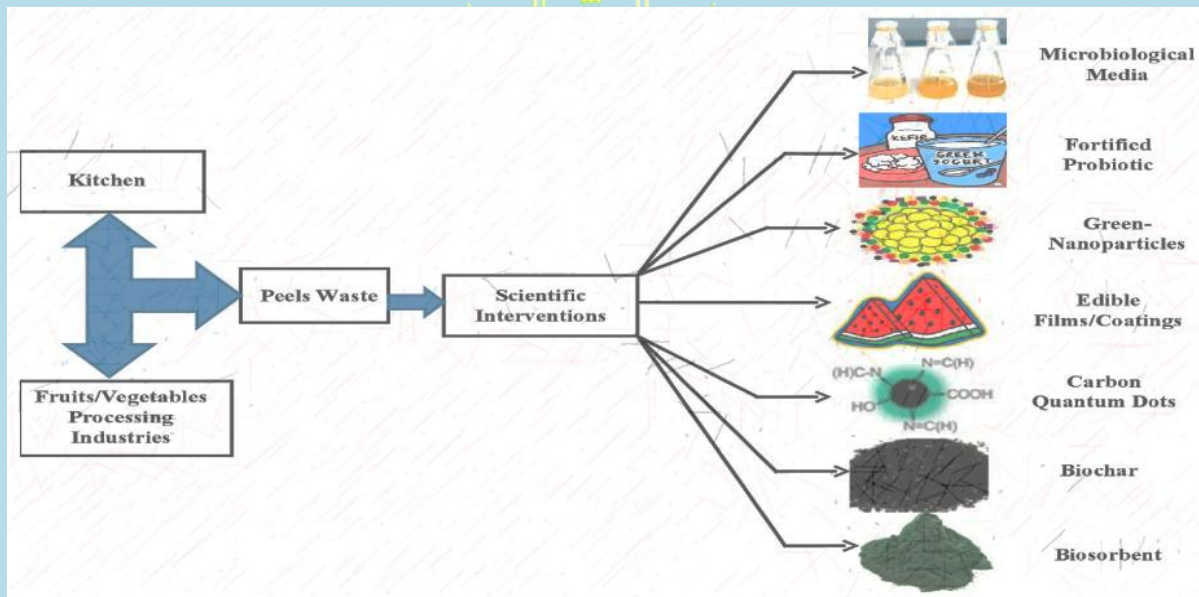 Kitchen
Fruits/Vegetables
Processing
Industries
Peels Waste
Scientific
Interventions
Microbiological
Media
KEFIR
GREEK
YOGURT
Fortified
Probiotic
Green-
Nanoparticles
Edible
Films/Coatings
N=C(H)
(H)C-N
COOH
HO
N=C(H)
Carbon
Quantum Dots
Biochar
Biosorbent